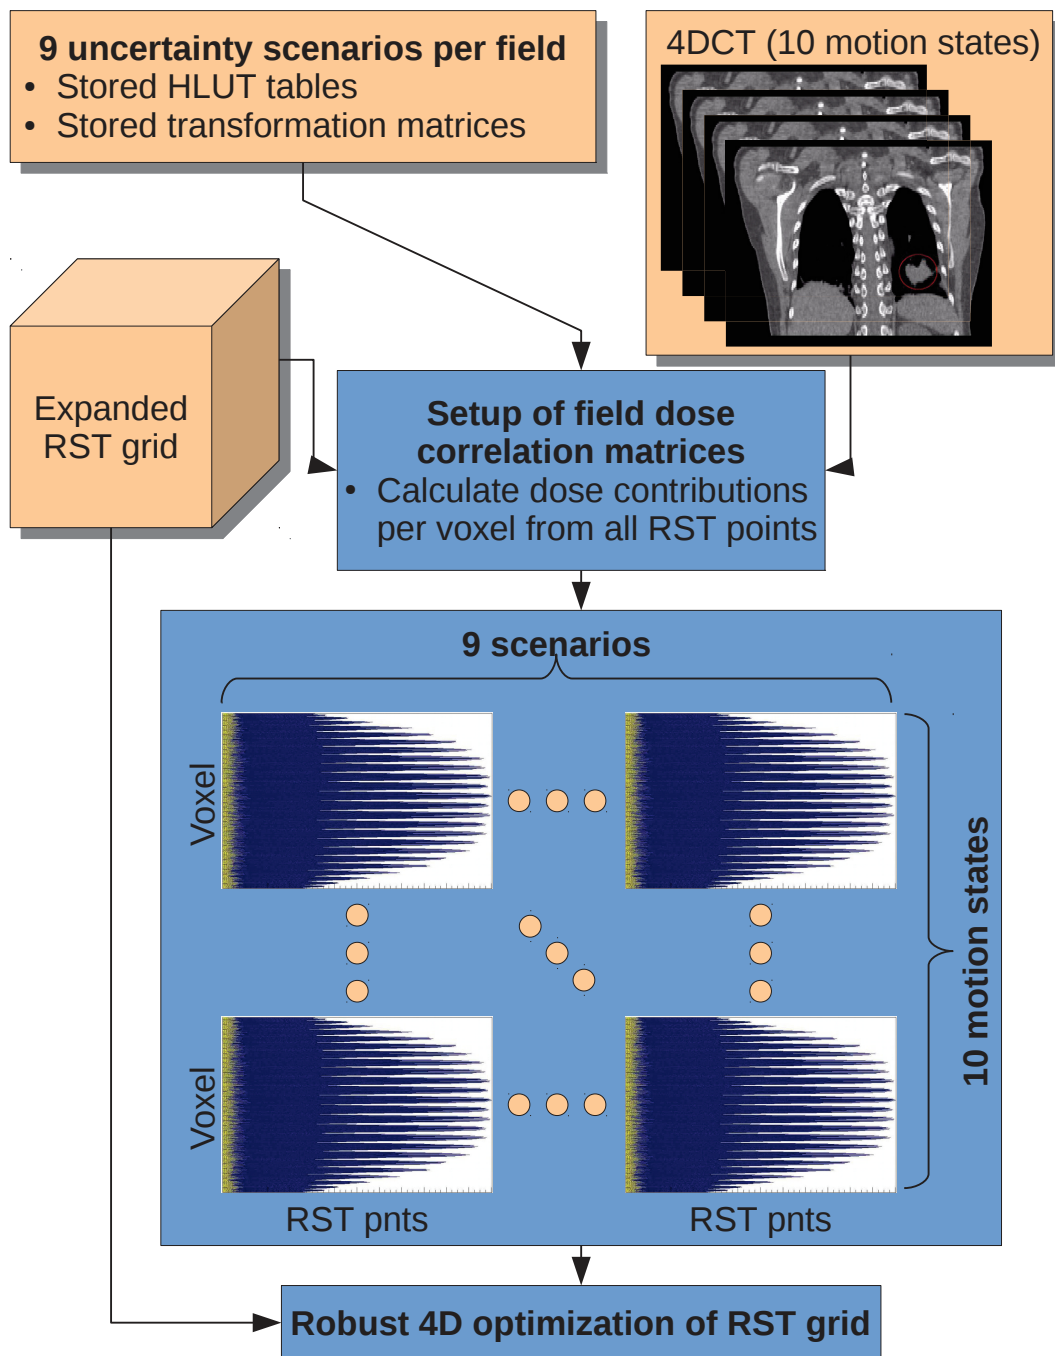 9 uncertainty scenarios per field
• Stored HLUT tables
• Stored transformation matrices
4DCT (10 motion states)
Expanded
RST grid
Setup of field dose
correlation matrices
• Calculate dose contributions
per voxel from all RST points
9 scenarios
Voxel
10 motion states
Voxel
RST pnts
RST pnts
Robust 4D optimization of RST grid